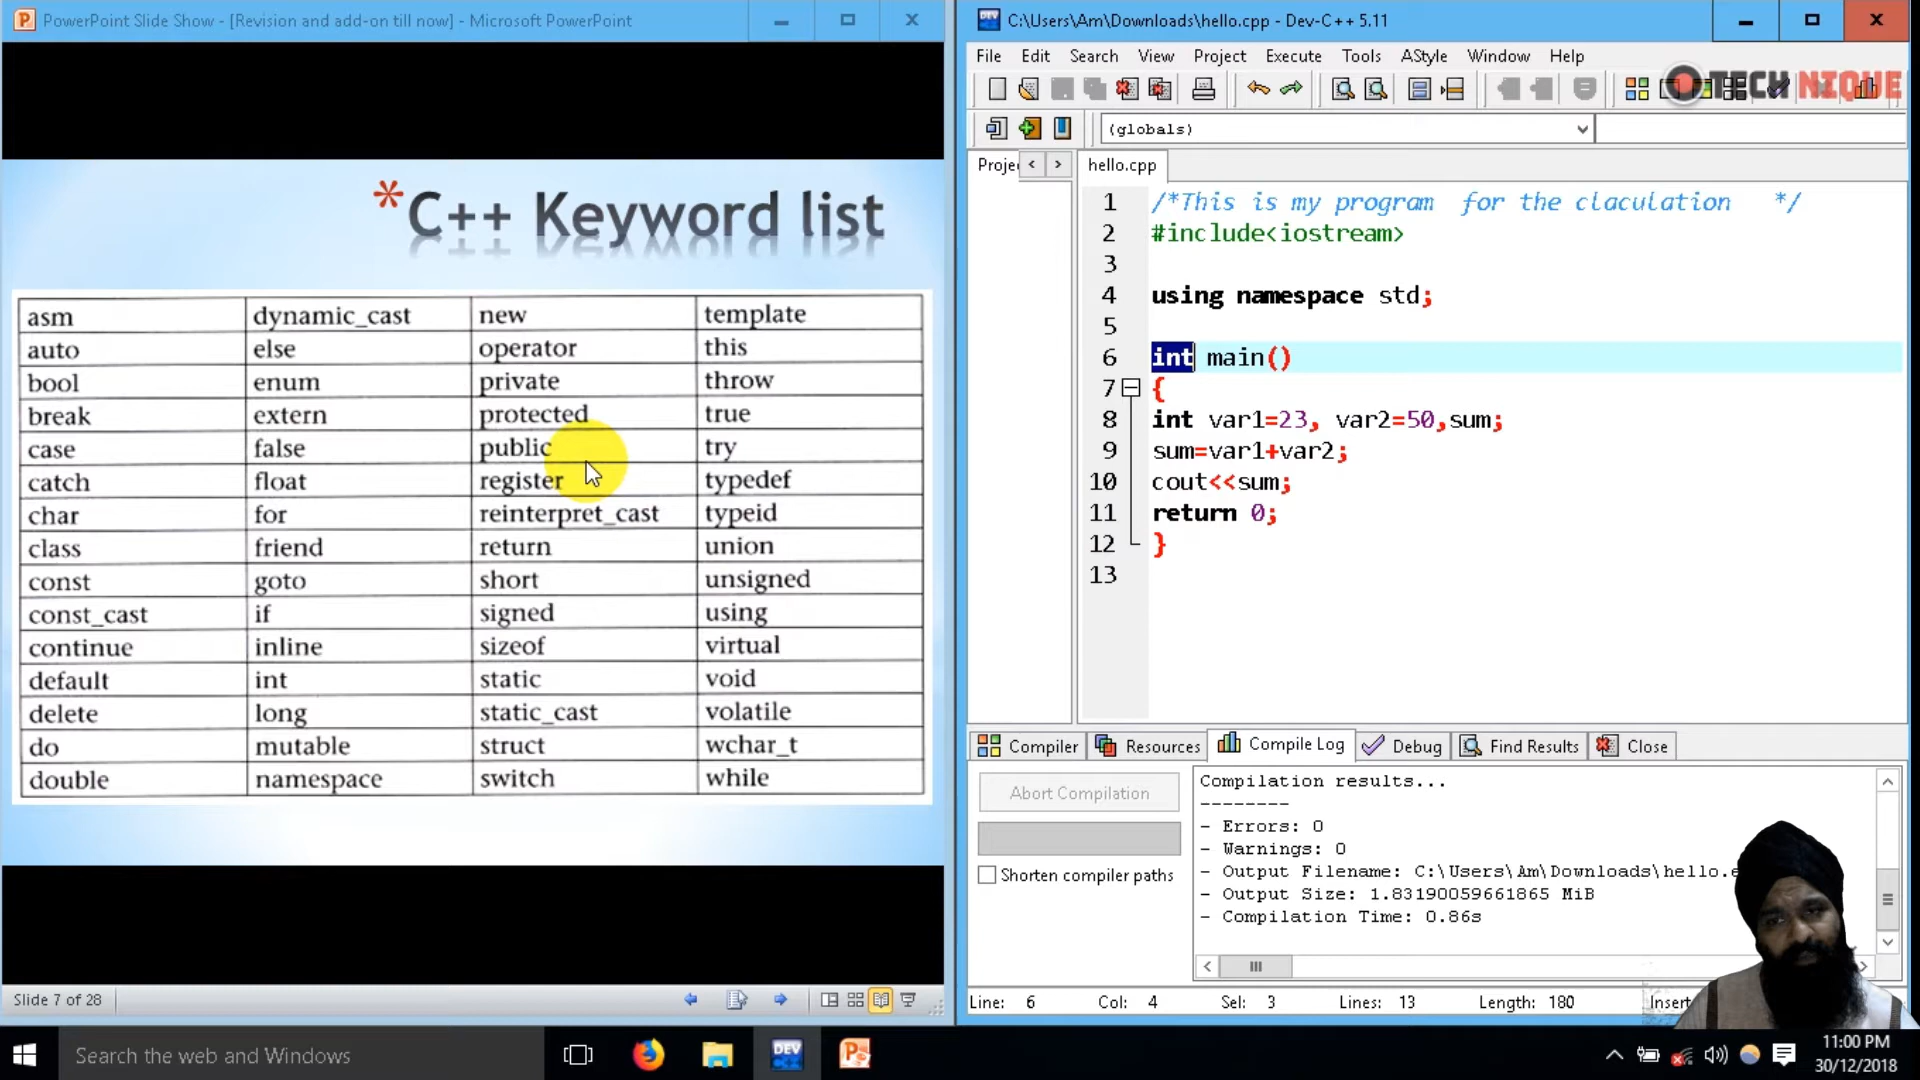 PowerPoint Slide Show - [Revision and add-on till now] - Microsoft PowerPoint
*C++ Keyword list
asm dynamic_cast new template
auto else operator this
bool enum private throw
break extern protected true
case false public try
catch float register typedef
char for reinterpret_cast typeid
class friend return union
const goto short unsigned
const_cast if signed using
continue inline sizeof virtual
default int static void
delete long static_cast volatile
do mutable struct wchar_t
double namespace switch while
Slide 7 of 28
C:\Users\Am\Downloads\hello.cpp - Dev-C++ 5.11
File Edit Search View Project Execute Tools AStyle Window Help
TECHNIQUE
(globals)
Projec
hello.cpp
1 /*This is my program for the claculation */
2 #include<iostream>
3
4 using namespace std;
5
6 int main()
7 {
8 int var1=23, var2=50,sum;
9 sum=var1+var2;
10 cout<<sum;
11 return 0;
12 }
13
Compiler Resources Compile Log Debug Find Results Close
Abort Compilation
Shorten compiler paths
Compilation results...
--------
- Errors: 0
- Warnings: 0
- Output Filename: C:\Users\Am\Downloads\hello.e
- Output Size: 1.83190059661865 MiB
- Compilation Time: 0.86s
Line: 6 Col: 4 Sel: 3 Lines: 13 Length: 180 Insert
Search the web and Windows
DEV
11:00 PM
30/12/2018